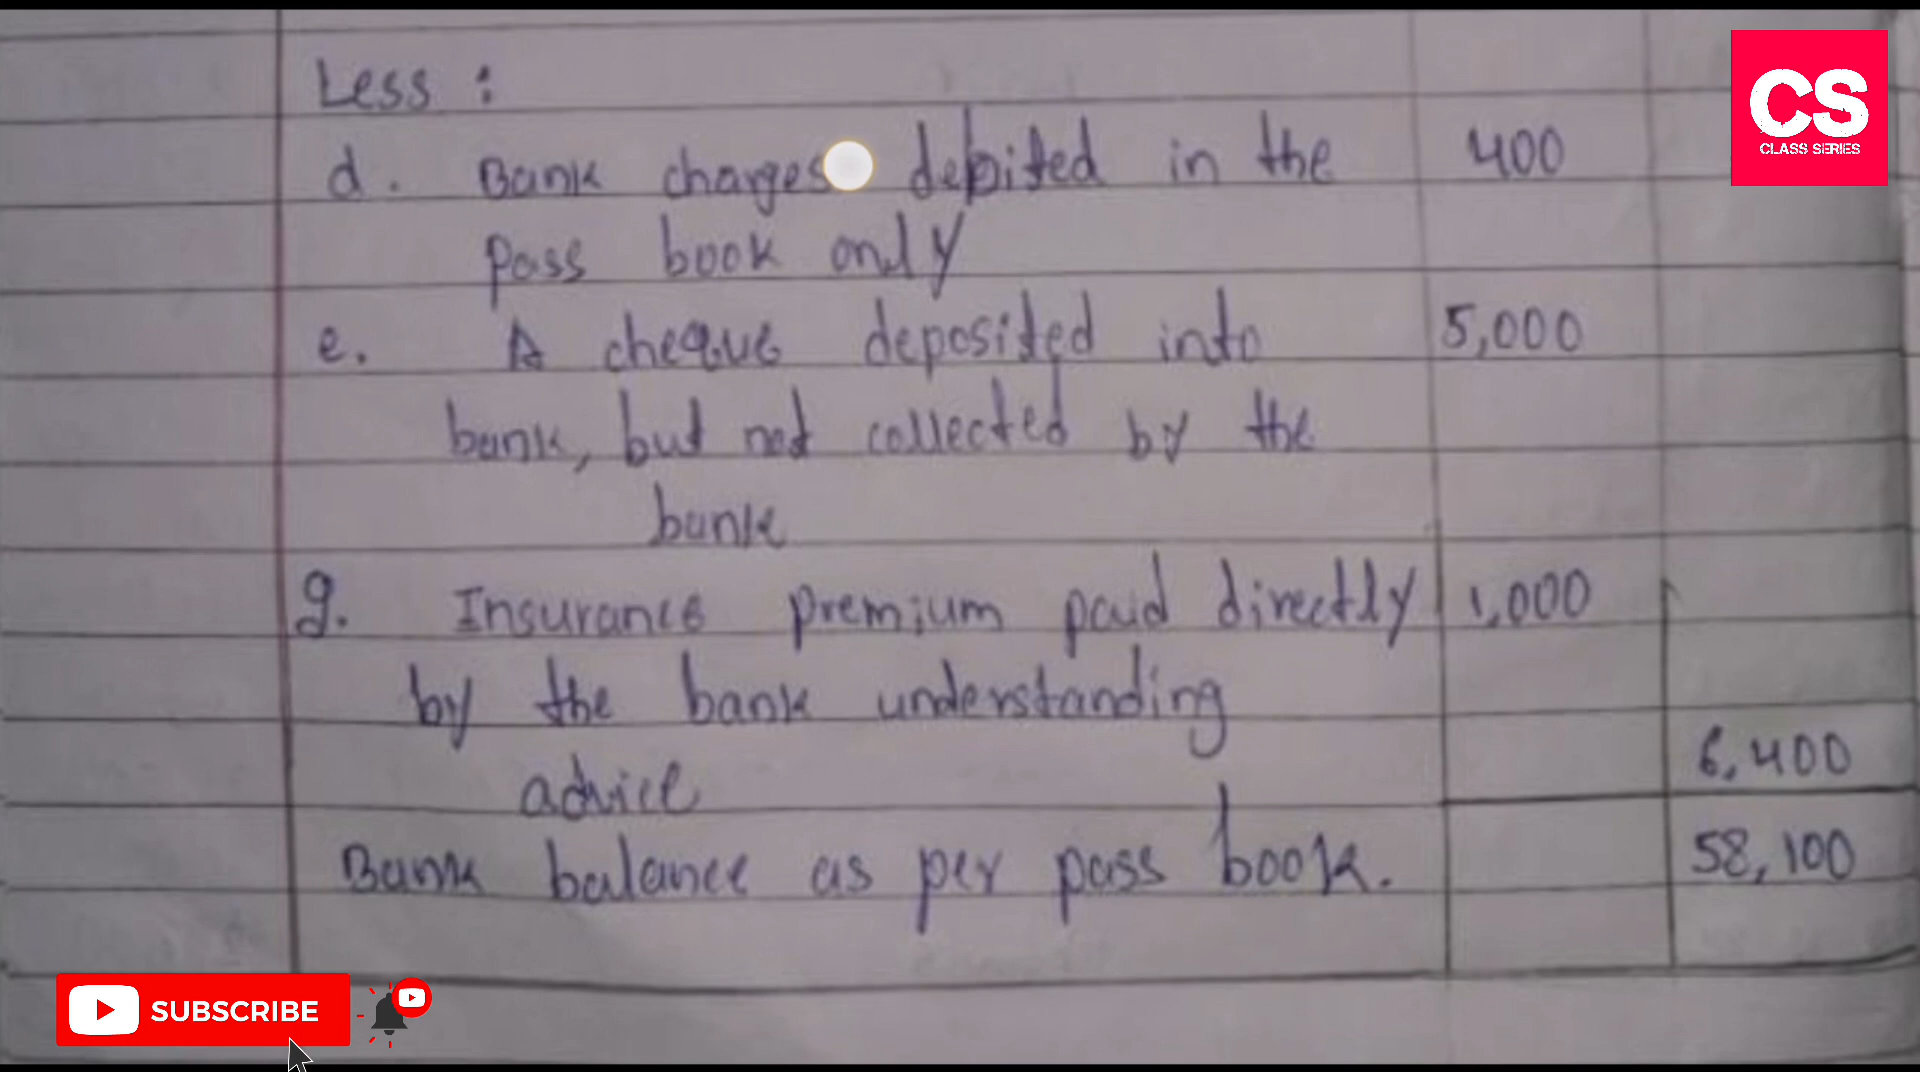 Less :
d. Bank charges debited in the 400
pass book only
e. A cheque deposited into 5,000
bank, but not collected by the
bank
g. Insurance premium paid directly 1,000
by the bank understanding
advice 6,400
Bank balance as per pass book. 58,100
CS
CLASS SERIES
SUBSCRIBE